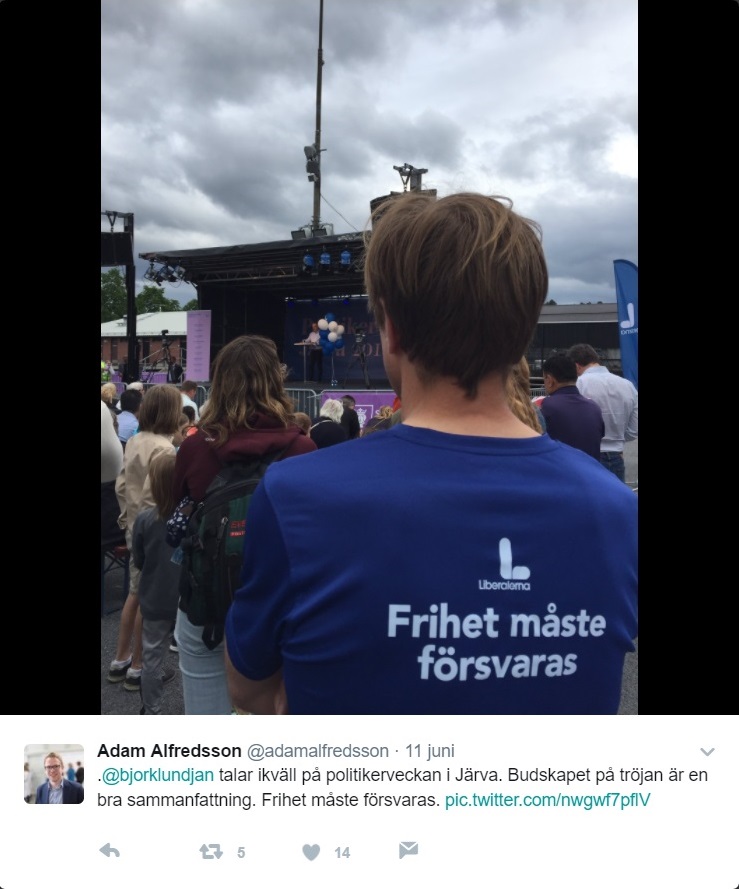 Liberalerna
Frihet måste
försvaras
Adam Alfredsson @adamalfredsson · 11 juni
.@bjorklundjan talar ikväll på politikerveckan i Järva. Budskapet på tröjan är en
bra sammanfattning. Frihet måste försvaras. pic.twitter.com/nwgwf7pflV
5
14